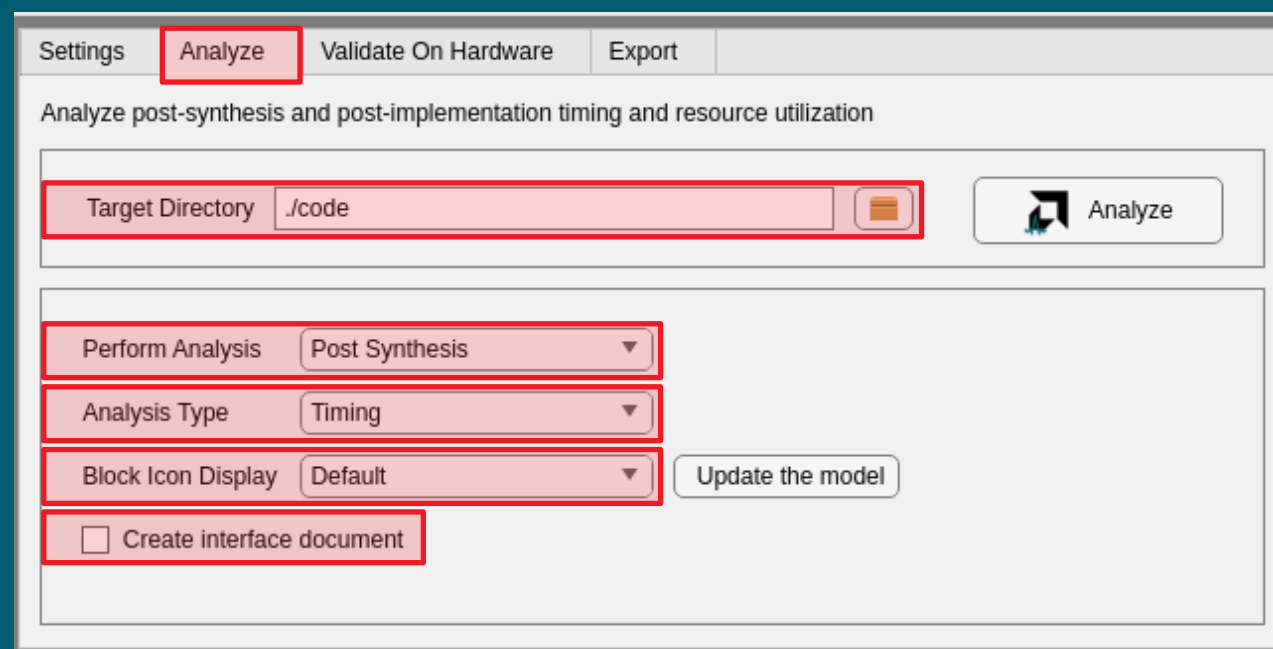 Settings Analyze Validate On Hardware Export
Analyze post-synthesis and post-implementation timing and resource utilization
Target Directory ./code Analyze
Perform Analysis Post Synthesis
Analysis Type Timing
Block Icon Display Default Update the model
Create interface document